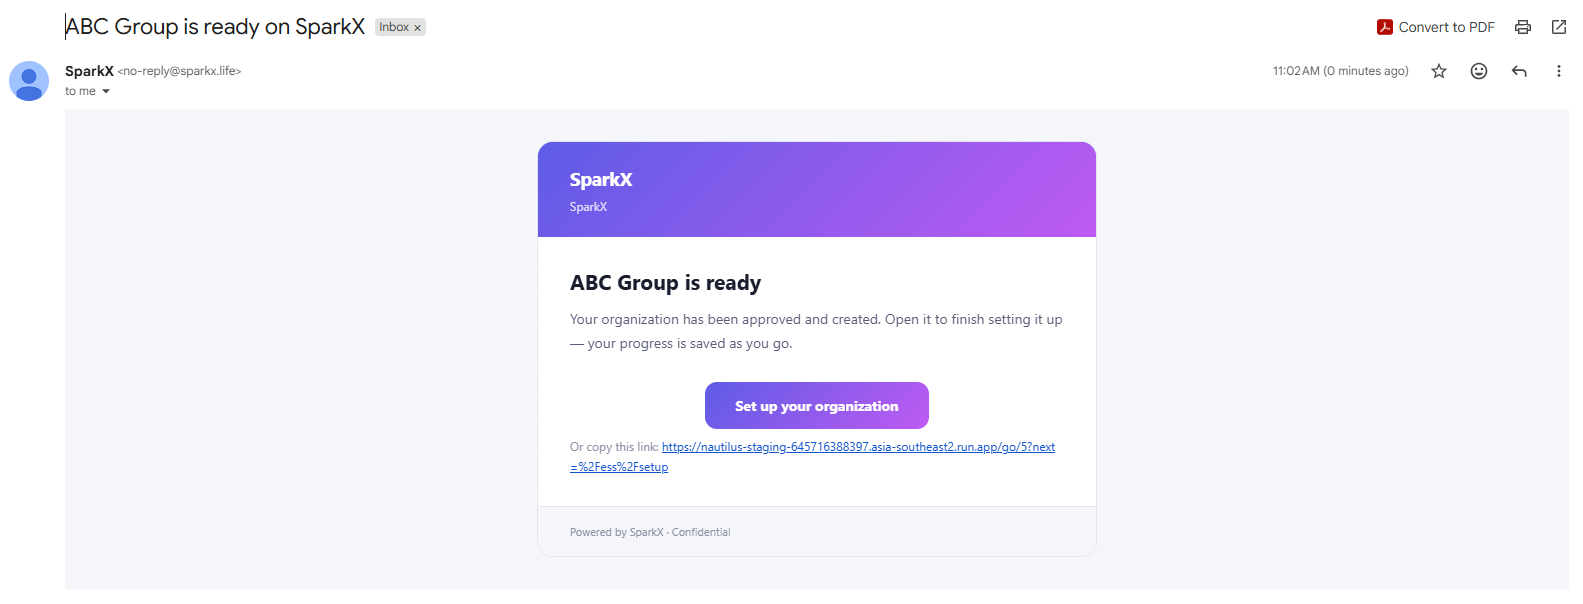 ABC Group is ready on SparkX Inbox ×
Convert to PDF
SparkX <no-reply@sparkx.life>
11:02 AM (0 minutes ago)
to me
SparkX
SparkX
ABC Group is ready
Your organization has been approved and created. Open it to finish setting it up
— your progress is saved as you go.
Set up your organization
Or copy this link: https://nautilus-staging-645716388397.asia-southeast2.run.app/go/5?next
=%2Fess%2Fsetup
Powered by SparkX · Confidential